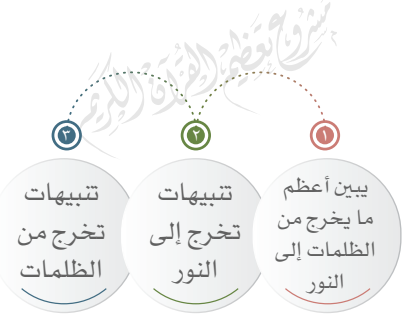 مشروع تعظيم القرآن الكريم
١
٢
٣
يبين أعظم
ما يخرج من
الظلمات إلى
النور
تنبيهات
تخرج إلى
النور
تنبيهات
تخرج من
الظلمات